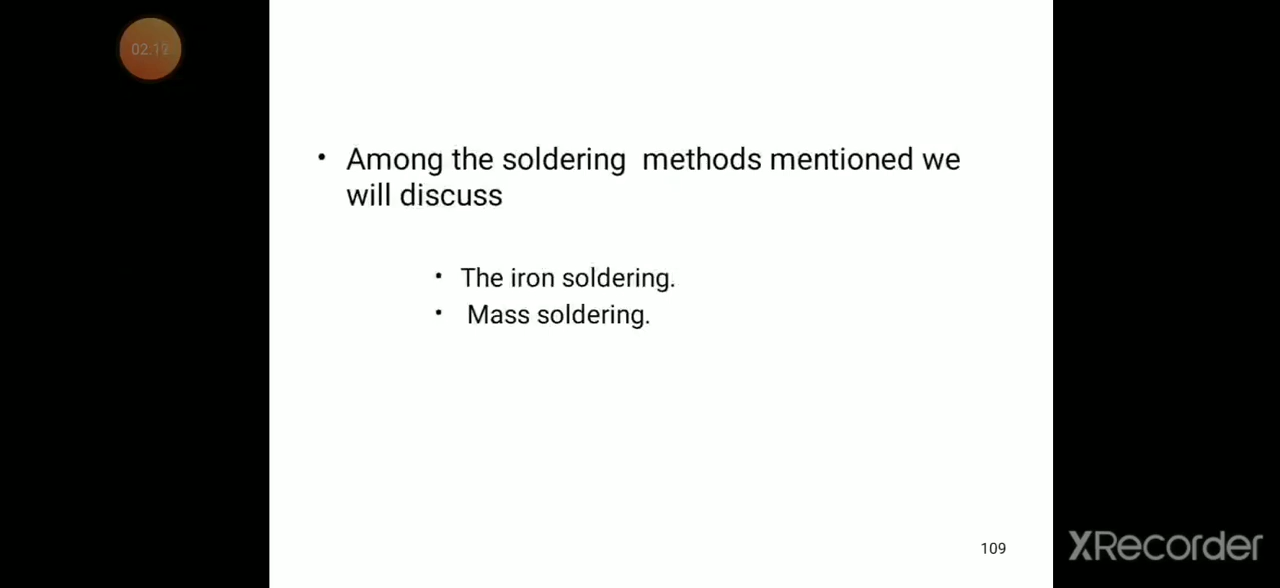 02:12
• Among the soldering  methods mentioned we
will discuss
• The iron soldering.
• Mass soldering.
109
XRecorder